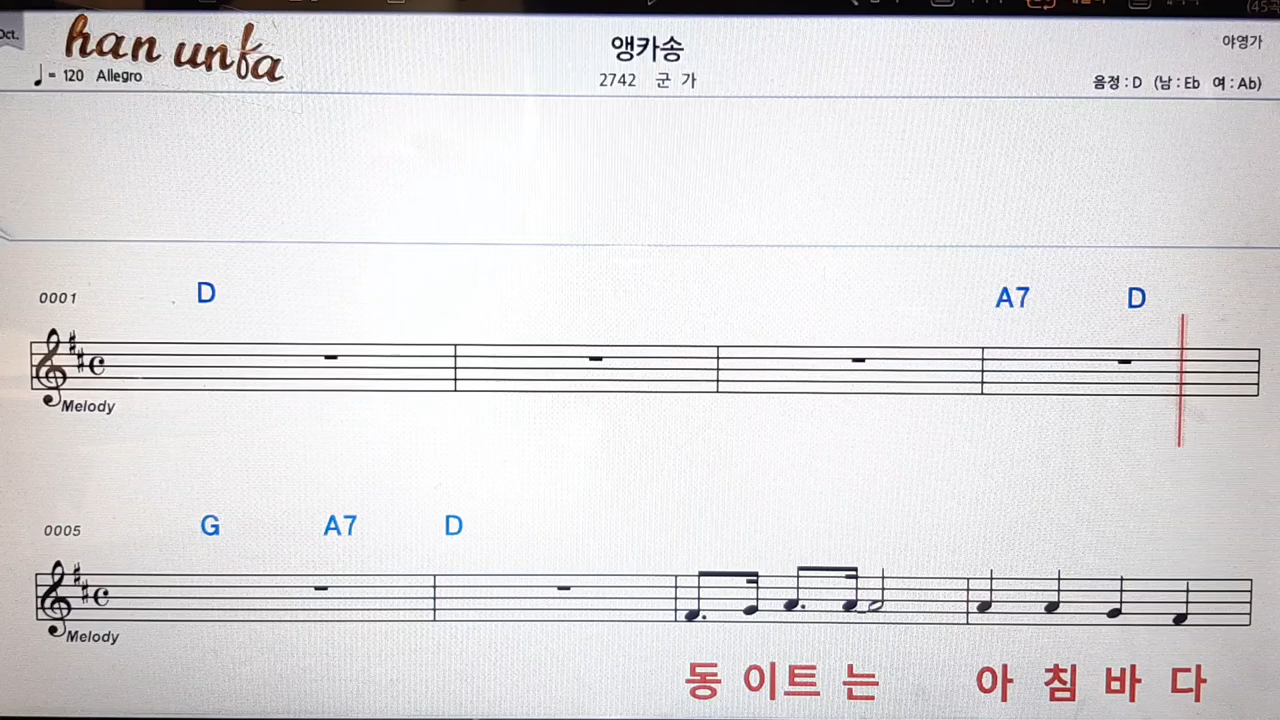 Oct.
han unfa
= 120 Allegro
앵카송
2742 군 가
야영가
음정 : D (남 : Eb 여 : Ab)
0001 D A7 D
Melody
0005 G A7 D
Melody
동 이트 는 아 침 바 다